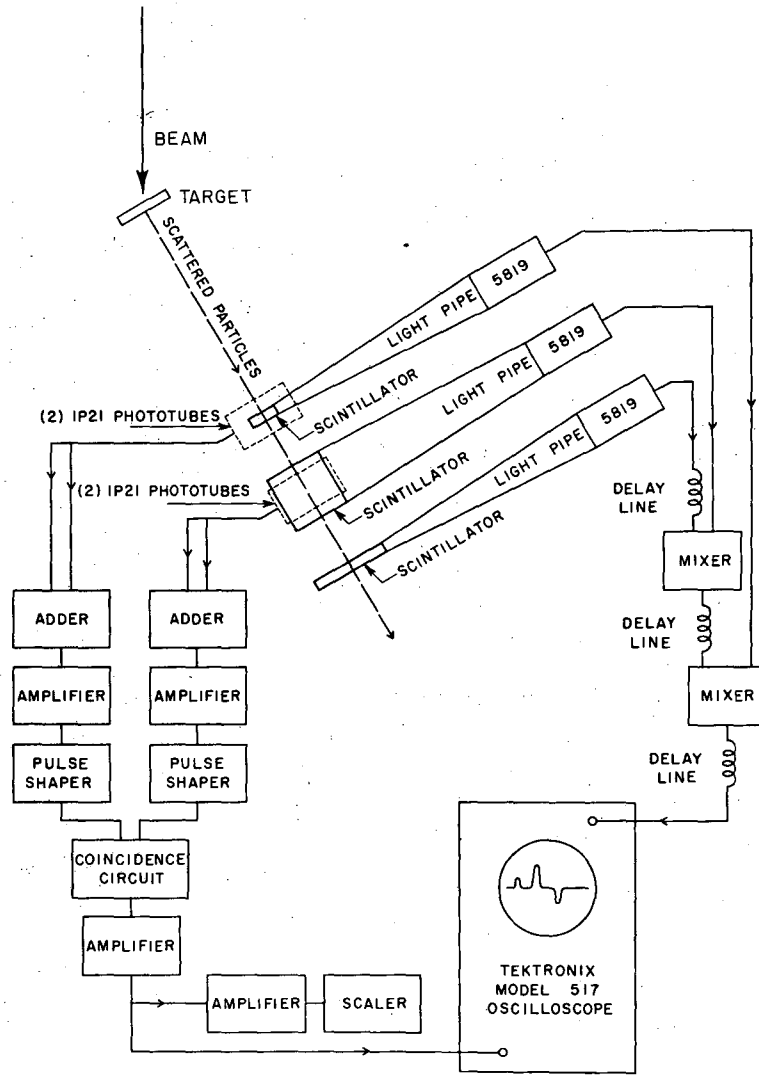 BEAM
TARGET
SCATTERED PARTICLES
LIGHT PIPE
5819
SCINTILLATOR
(2) IP21 PHOTOTUBES
LIGHT PIPE
5819
SCINTILLATOR
(2) IP21 PHOTOTUBES
LIGHT PIPE
5819
SCINTILLATOR
DELAY
LINE
MIXER
DELAY
LINE
MIXER
DELAY
LINE
ADDER
ADDER
AMPLIFIER
AMPLIFIER
PULSE
SHAPER
PULSE
SHAPER
COINCIDENCE
CIRCUIT
AMPLIFIER
AMPLIFIER
SCALER
TEKTRONIX
MODEL 517
OSCILLOSCOPE